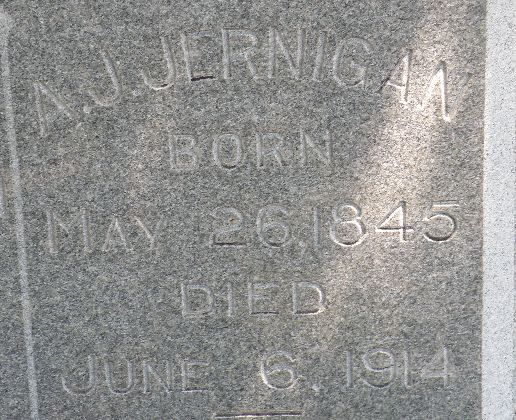 A. J. JERNIGAN
BORN
MAY 26, 1845
DIED
JUNE 6, 1914